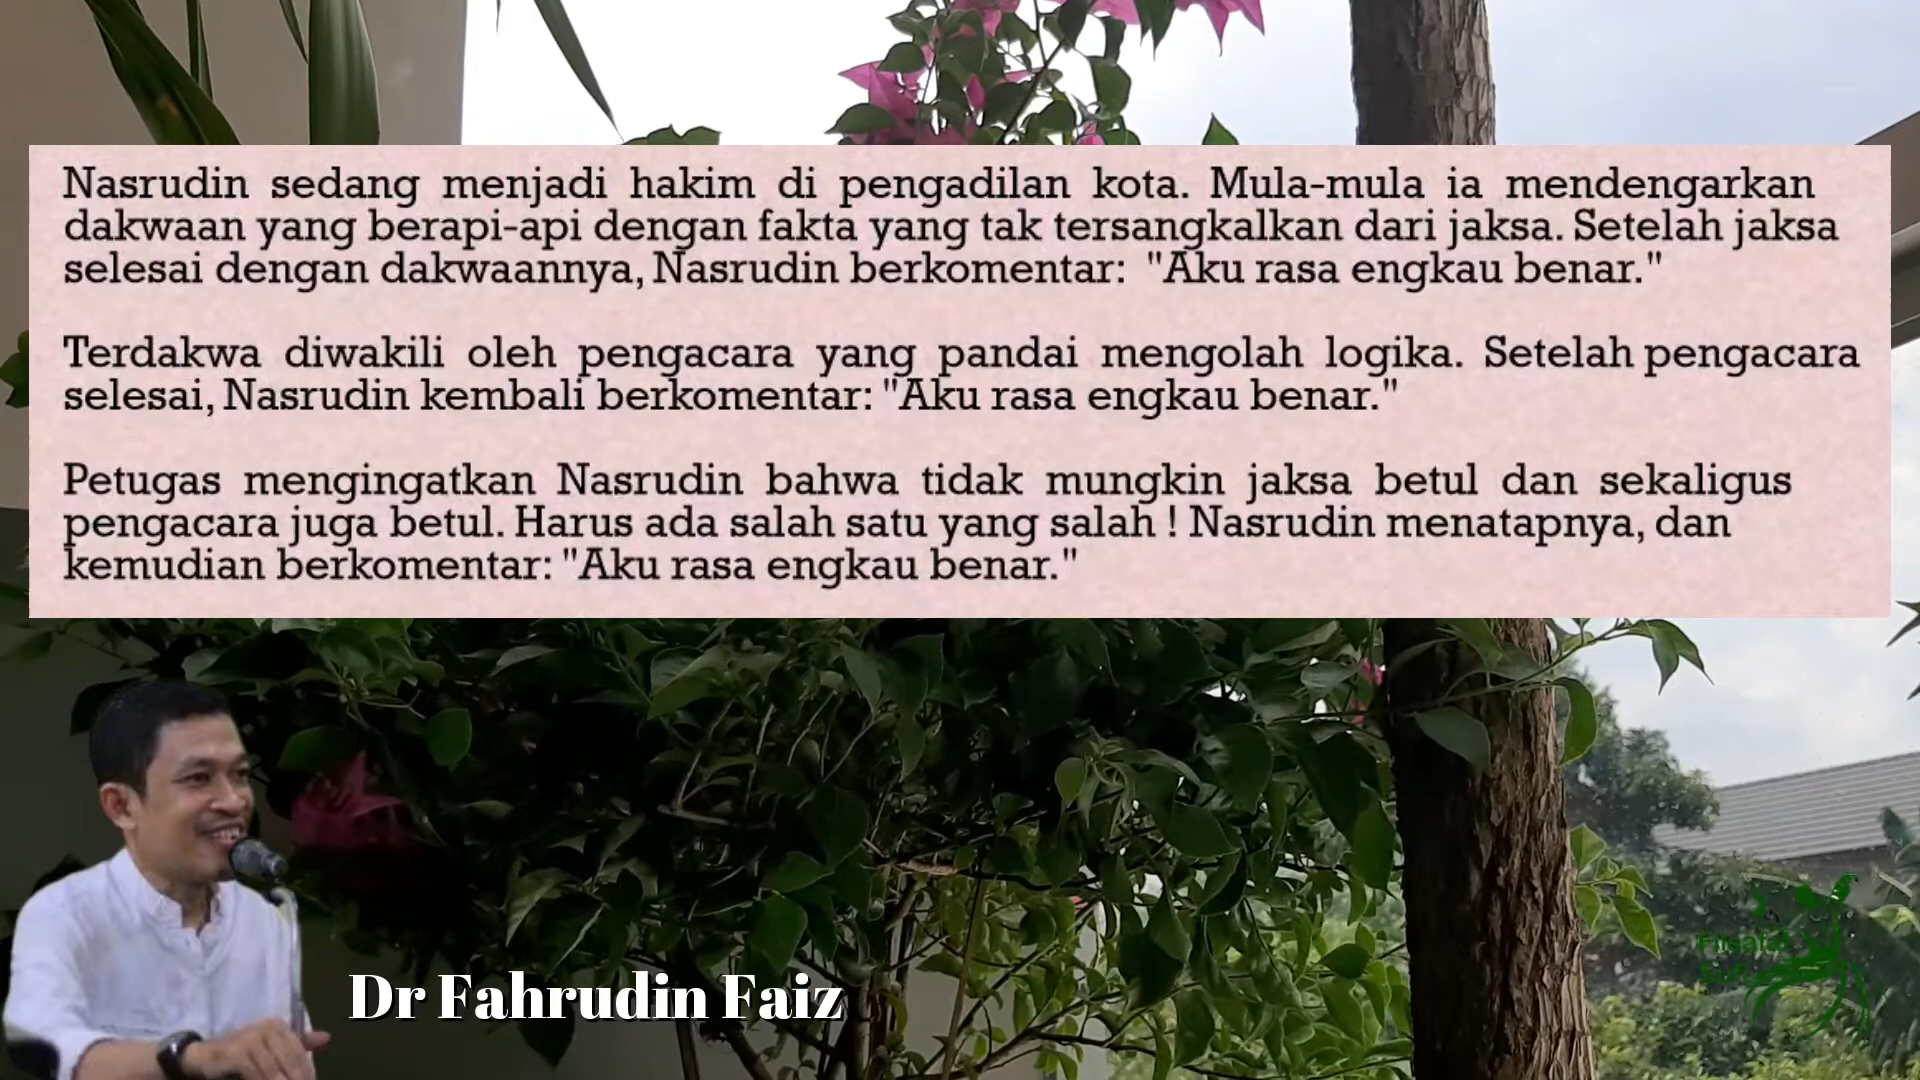 Nasrudin sedang menjadi hakim di pengadilan kota. Mula-mula ia mendengarkan
dakwaan yang berapi-api dengan fakta yang tak tersangkalkan dari jaksa. Setelah jaksa
selesai dengan dakwaannya, Nasrudin berkomentar: "Aku rasa engkau benar."
Terdakwa diwakili oleh pengacara yang pandai mengolah logika. Setelah pengacara
selesai, Nasrudin kembali berkomentar: "Aku rasa engkau benar."
Petugas mengingatkan Nasrudin bahwa tidak mungkin jaksa betul dan sekaligus
pengacara juga betul. Harus ada salah satu yang salah ! Nasrudin menatapnya, dan
kemudian berkomentar: "Aku rasa engkau benar."
Dr Fahrudin Faiz
Filsafat